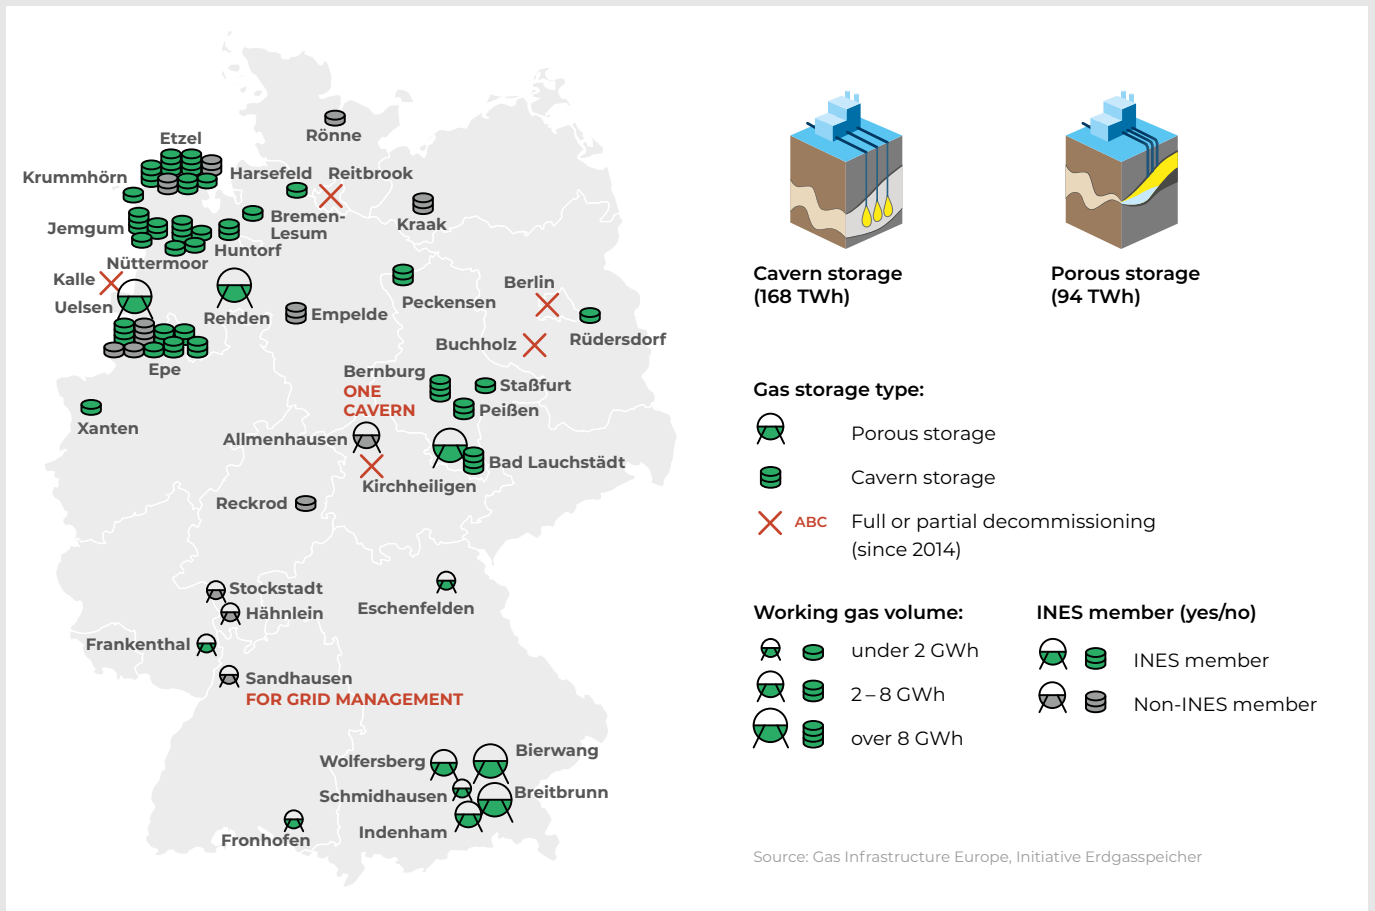 Rönne
Etzel
Krummhörn
Harsefeld
Reitbrook
Kraak
Bremen-
Lesum
Jemgum
Huntorf
Nüttermoor
Kalle
Uelsen
Rehden
Empelde
Peckensen
Berlin
Rüdersdorf
Buchholz
Epe
Bernburg
ONE
CAVERN
Staßfurt
Peißen
Xanten
Allmenhausen
Bad Lauchstädt
Kirchheiligen
Reckrod
Stockstadt
Hähnlein
Eschenfelden
Frankenthal
Sandhausen
FOR GRID MANAGEMENT
Wolfersberg
Bierwang
Schmidhausen
Breitbrunn
Indenham
Fronhofen
Cavern storage
(168 TWh)
Porous storage
(94 TWh)
Gas storage type:
Porous storage
Cavern storage
ABC Full or partial decommissioning
(since 2014)
Working gas volume:
under 2 GWh
2 – 8 GWh
over 8 GWh
INES member (yes/no)
INES member
Non-INES member
Source: Gas Infrastructure Europe, Initiative Erdgasspeicher